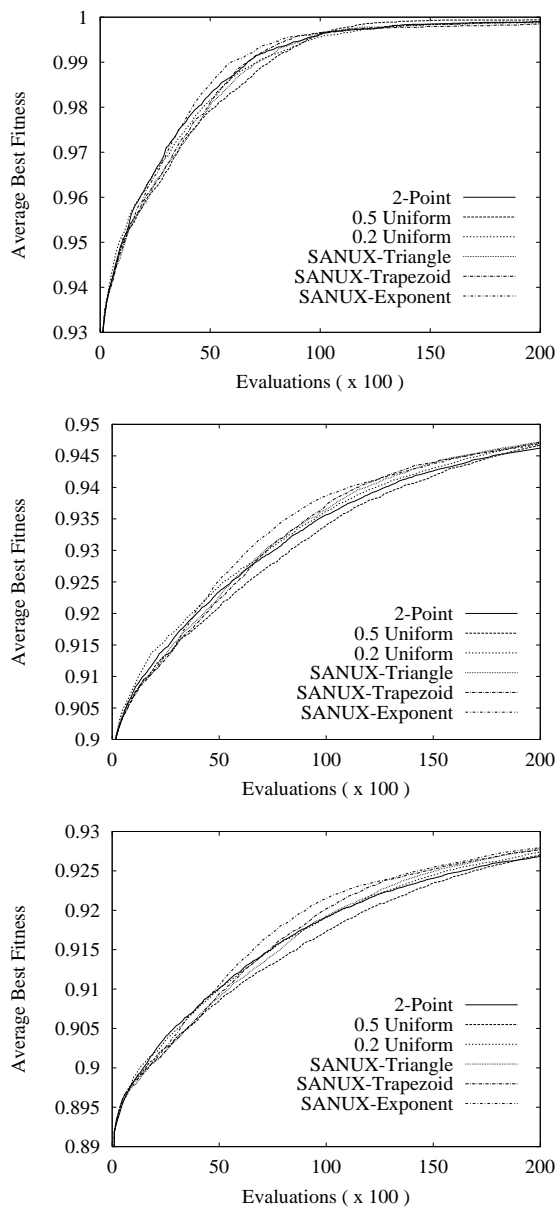 1
0.99
0.98
0.97
0.96
0.95
0.94
0.93
Average Best Fitness
2-Point
0.5 Uniform
0.2 Uniform
SANUX-Triangle
SANUX-Trapezoid
SANUX-Exponent
0 50 100 150 200
Evaluations ( x 100 )
0.95
0.945
0.94
0.935
0.93
0.925
0.92
0.915
0.91
0.905
0.9
Average Best Fitness
2-Point
0.5 Uniform
0.2 Uniform
SANUX-Triangle
SANUX-Trapezoid
SANUX-Exponent
0 50 100 150 200
Evaluations ( x 100 )
0.93
0.925
0.92
0.915
0.91
0.905
0.9
0.895
0.89
Average Best Fitness
2-Point
0.5 Uniform
0.2 Uniform
SANUX-Triangle
SANUX-Trapezoid
SANUX-Exponent
0 50 100 150 200
Evaluations ( x 100 )